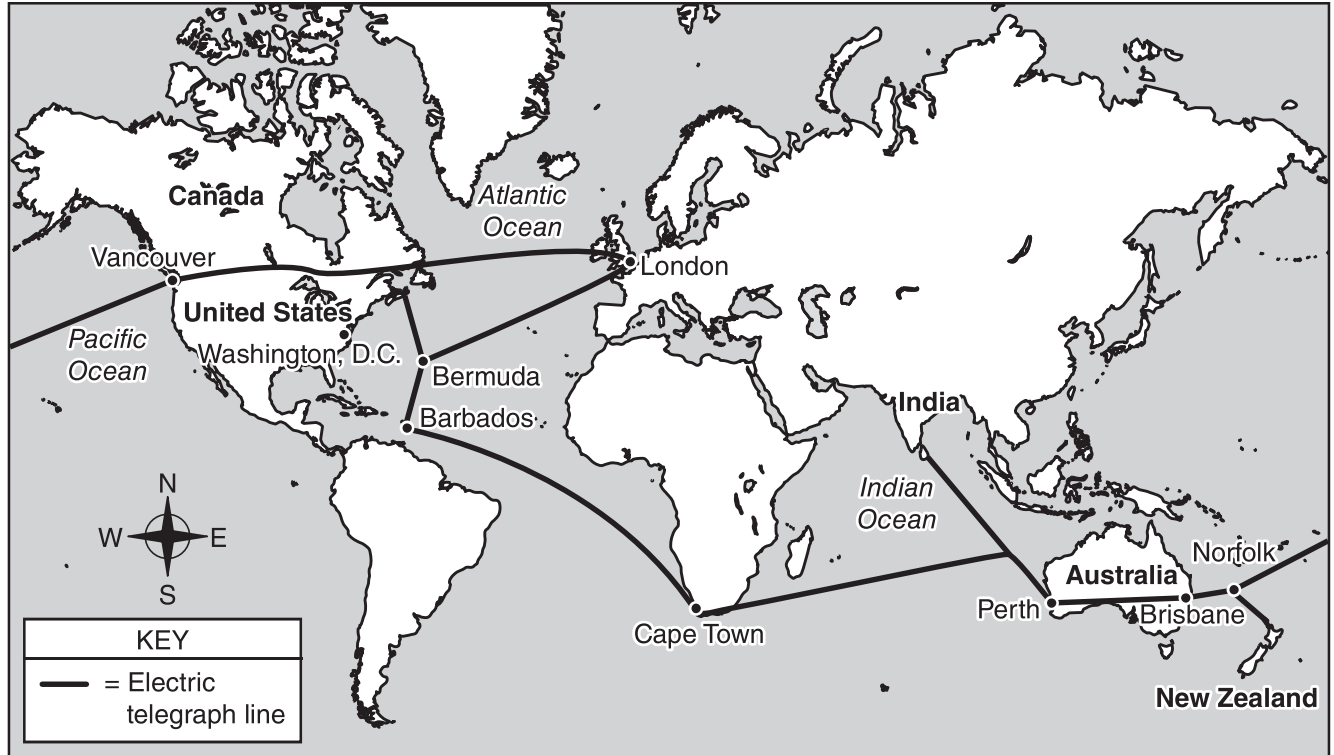 Canada
Atlantic
Ocean
Vancouver
London
United States
Pacific
Ocean
Washington, D.C.
Bermuda
India
Barbados
N
W
E
S
Indian
Ocean
Norfolk
Australia
Perth
Brisbane
Cape Town
KEY
= Electric
telegraph line
New Zealand